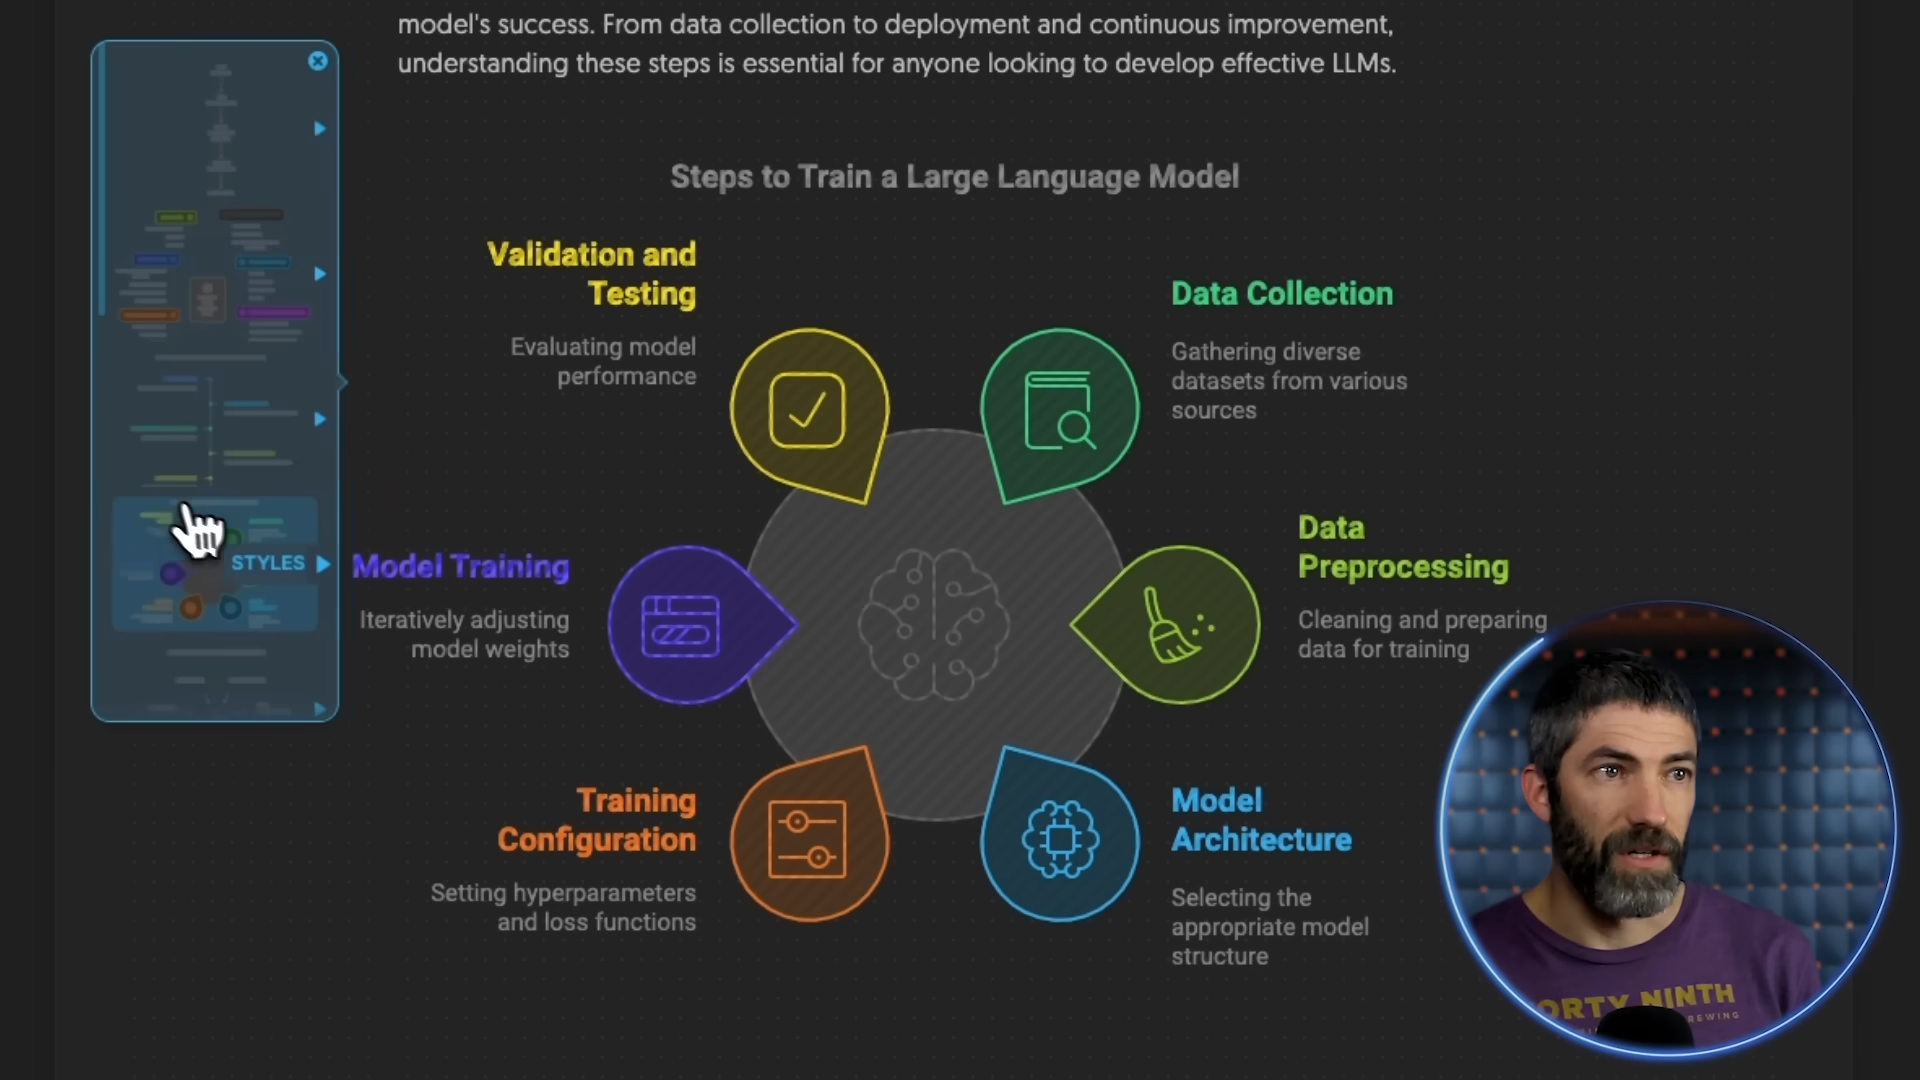 model's success. From data collection to deployment and continuous improvement,
understanding these steps is essential for anyone looking to develop effective LLMs.
Steps to Train a Large Language Model
Validation and
Testing
Evaluating model
performance
Data Collection
Gathering diverse
datasets from various
sources
STYLES
Model Training
Iteratively adjusting
model weights
Data
Preprocessing
Cleaning and preparing
data for training
Training
Configuration
Setting hyperparameters
and loss functions
Model
Architecture
Selecting the
appropriate model
structure
ORTY NINTH
REWING